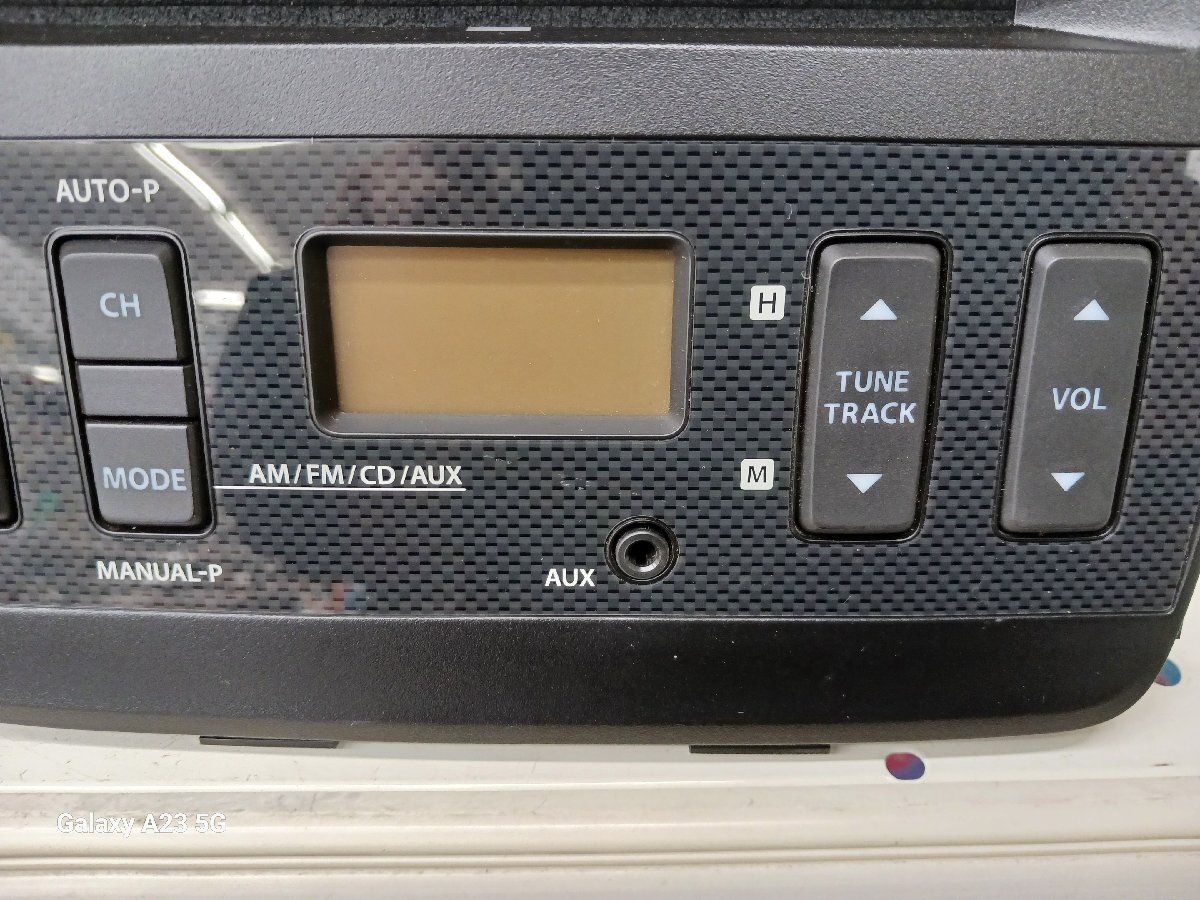 AUTO-P
CH
MODE
AM/FM/CD/AUX
MANUAL-P
AUX
H
M
TUNE
TRACK
VOL
Galaxy A23 5G